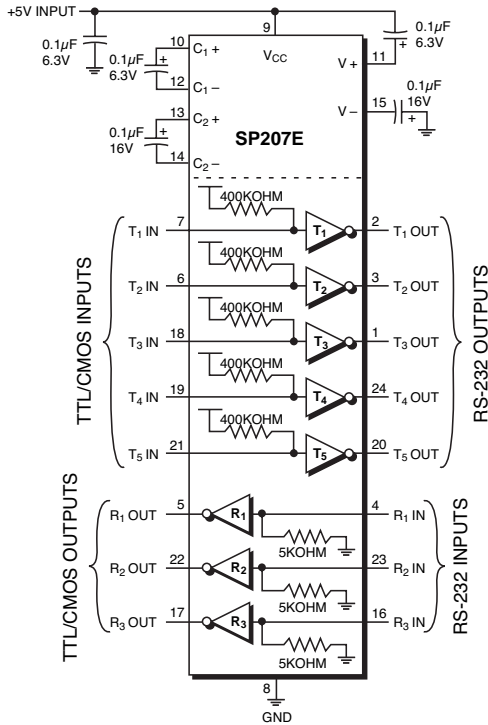 +5V INPUT
0.1µF
6.3V
9
VCC
0.1µF
6.3V
10
C1 +
0.1µF
6.3V
12
C1 –
V +
11
13
C2 +
0.1µF
16V
14
C2 –
V –
15
0.1µF
16V
SP207E
400KOHM
T1 IN
7
T1
2
T1 OUT
400KOHM
T2 IN
6
T2
3
T2 OUT
400KOHM
T3 IN
18
T3
1
T3 OUT
400KOHM
T4 IN
19
T4
24
T4 OUT
400KOHM
T5 IN
21
T5
20
T5 OUT
TTL/CMOS INPUTS
RS-232 OUTPUTS
R1 OUT
5
R1
4
R1 IN
5KOHM
R2 OUT
22
R2
23
R2 IN
5KOHM
R3 OUT
17
R3
16
R3 IN
5KOHM
TTL/CMOS OUTPUTS
RS-232 INPUTS
8
GND